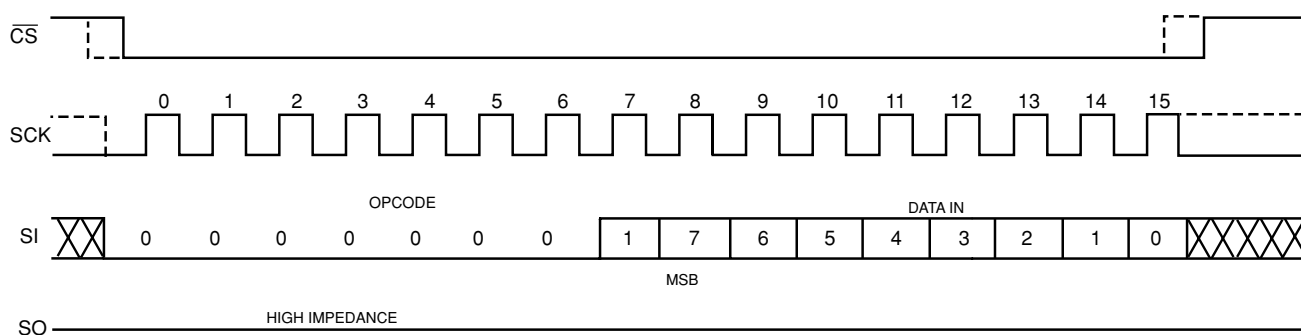 CS
0 1 2 3 4 5 6 7 8 9 10 11 12 13 14 15
SCK
OPCODE DATA IN
SI 0 0 0 0 0 0 0 1 7 6 5 4 3 2 1 0
MSB
HIGH IMPEDANCE
SO